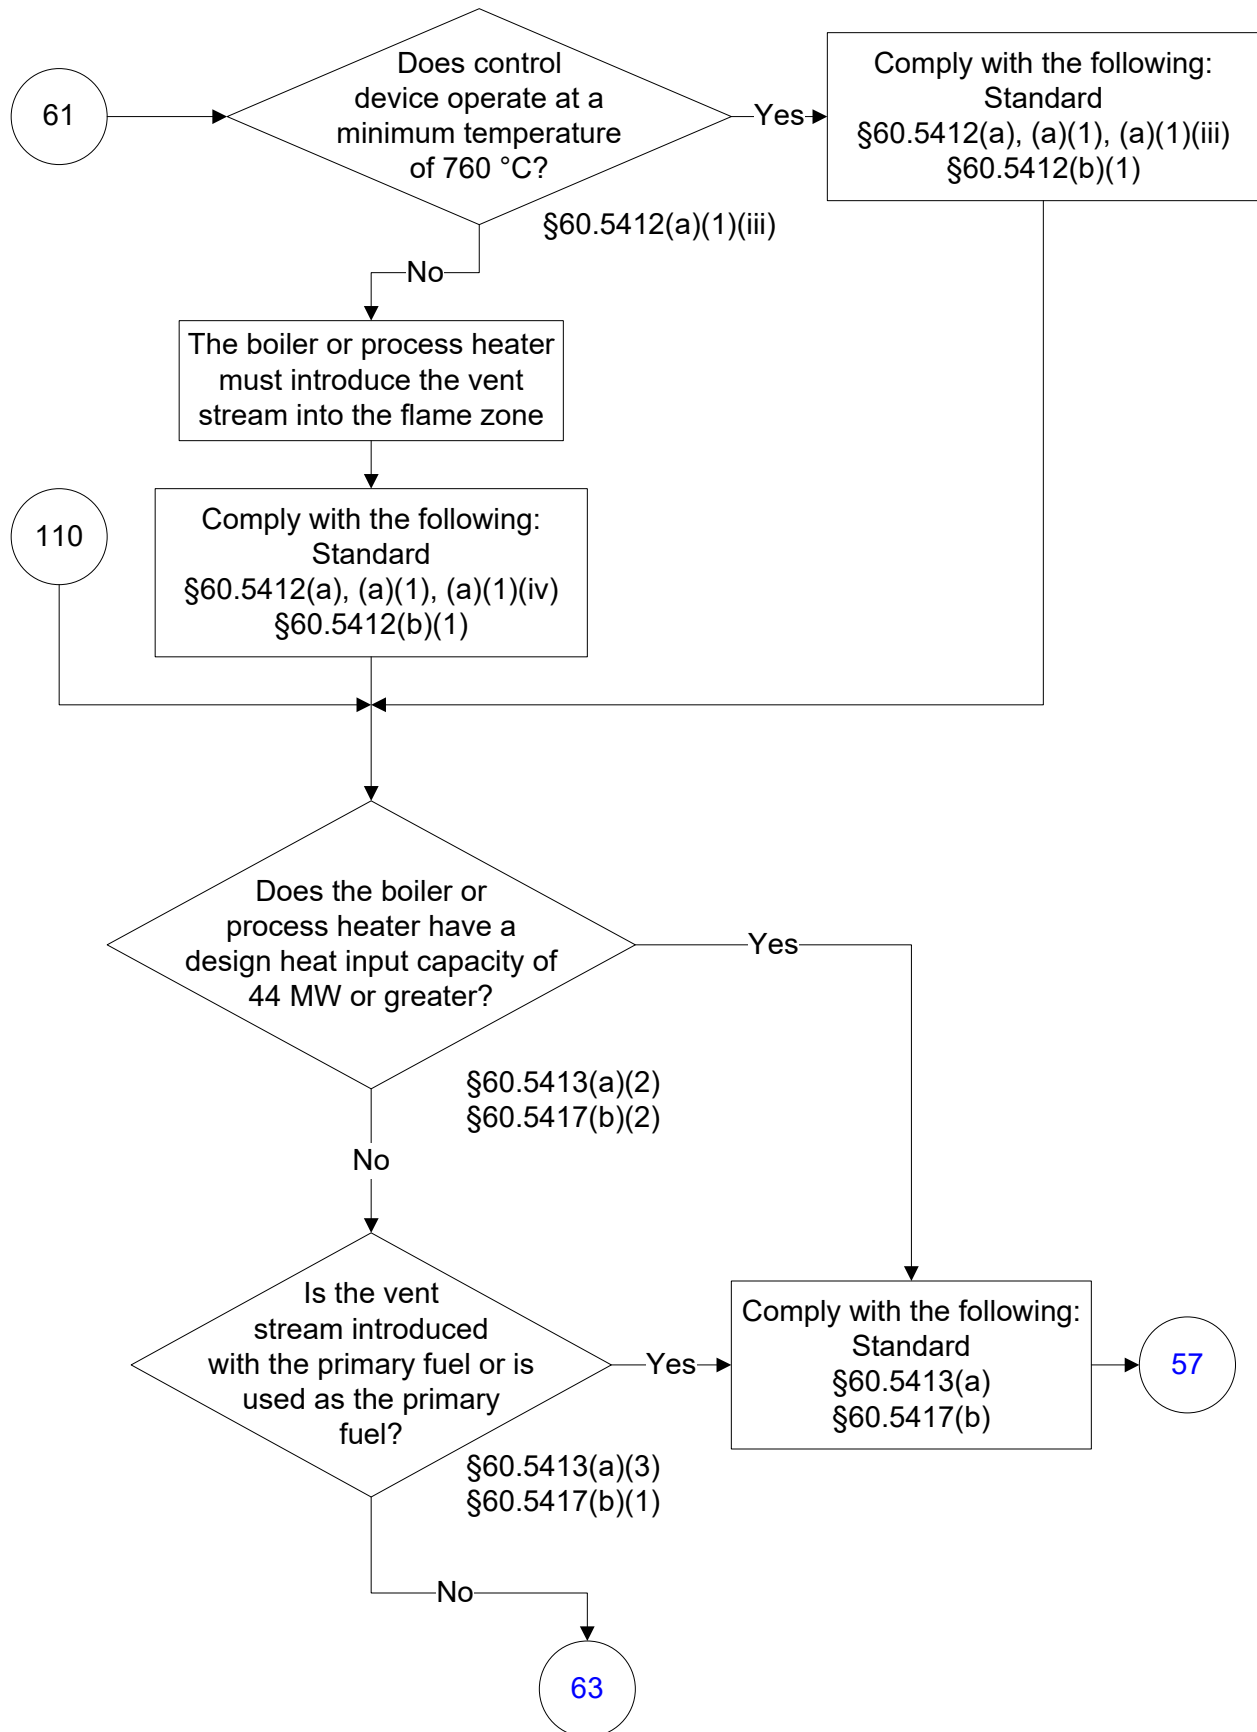 61
Does control
device operate at a
minimum temperature
of 760 °C?
Yes
Comply with the following:
Standard
§60.5412(a), (a)(1), (a)(1)(iii)
§60.5412(b)(1)
§60.5412(a)(1)(iii)
No
The boiler or process heater
must introduce the vent
stream into the flame zone
110
Comply with the following:
Standard
§60.5412(a), (a)(1), (a)(1)(iv)
§60.5412(b)(1)
Does the boiler or
process heater have a
design heat input capacity of
44 MW or greater?
Yes
§60.5413(a)(2)
§60.5417(b)(2)
No
Is the vent
stream introduced
with the primary fuel or is
used as the primary
fuel?
Yes
Comply with the following:
Standard
§60.5413(a)
§60.5417(b)
57
§60.5413(a)(3)
§60.5417(b)(1)
No
63